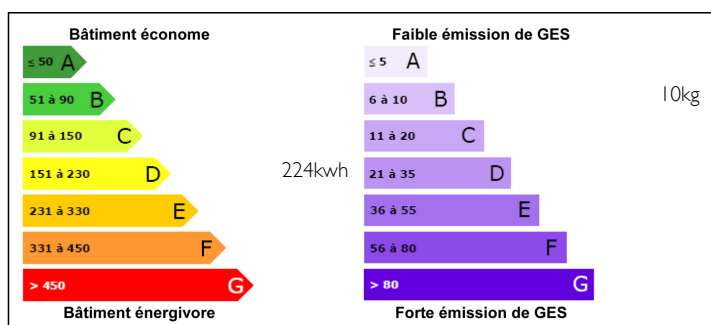 Bâtiment économe
≤ 50 A
51 à 90 B
91 à 150 C
151 à 230 D
224kwh
231 à 330 E
331 à 450 F
> 450 G
Bâtiment énergivore
Faible émission de GES
≤ 5 A
6 à 10 B
10kg
11 à 20 C
21 à 35 D
36 à 55 E
56 à 80 F
> 80 G
Forte émission de GES